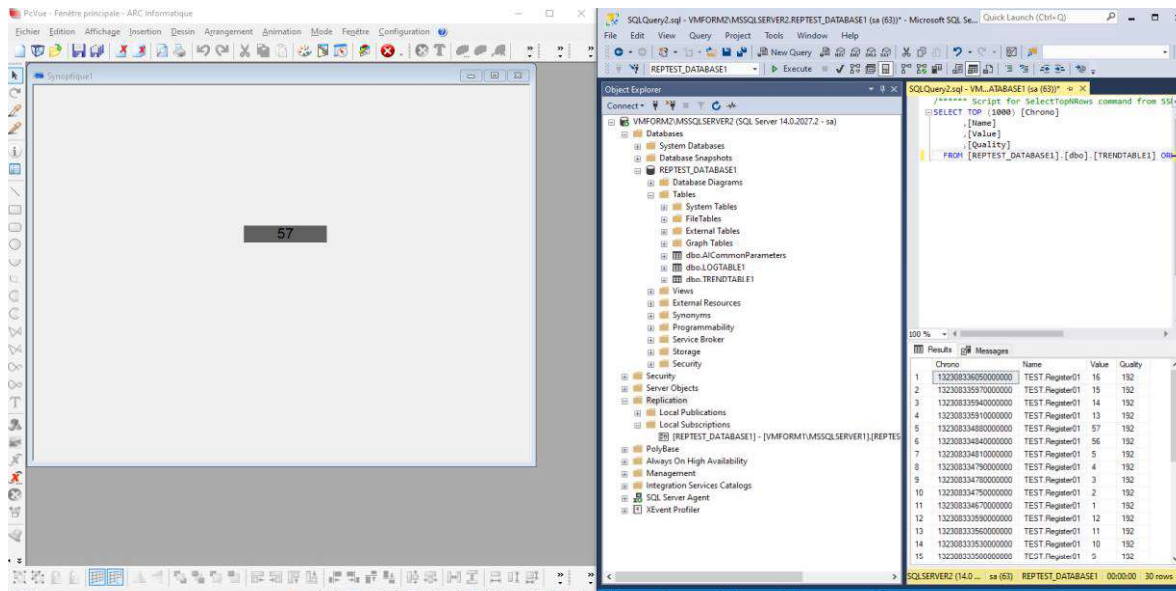 PcVue - Fenêtre principale - ARC Informatique
Fichier Edition Affichage Insertion Dessin Arrangement Animation Mode Fenêtre Configuration
Synoptique1
57
SQLQuery2.sql - VMFORM2\MSSQLSERVER2.REPTEST_DATABASE1 (sa (63))* - Microsoft SQL Se...
Quick Launch (Ctrl+Q)
File Edit View Query Project Tools Window Help
New Query
REPTEST_DATABASE1 Execute
Object Explorer
Connect
VMFORM2\MSSQLSERVER2 (SQL Server 14.0.2027.2 - sa)
Databases
System Databases
Database Snapshots
REPTEST_DATABASE1
Database Diagrams
Tables
System Tables
FileTables
External Tables
Graph Tables
dbo.AICommonParameters
dbo.LOGTABLE1
dbo.TRENDTABLE1
Views
External Resources
Synonyms
Programmability
Service Broker
Storage
Security
Security
Server Objects
Replication
Local Publications
Local Subscriptions
[REPTEST_DATABASE1] - [VMFORM1\MSSQLSERVER1].[REPTES
PolyBase
Always On High Availability
Management
Integration Services Catalogs
SQL Server Agent
XEvent Profiler
SQLQuery2.sql - VM...ATABASE1 (sa (63))*
/****** Script for SelectTopNRows command from SS
SELECT TOP (1000) [Chrono]
,[Name]
,[Value]
,[Quality]
FROM [REPTEST_DATABASE1].[dbo].[TRENDTABLE1] OR
100 %
Results Messages
Chrono Name Value Quality
1 132308336050000000 TEST.Register01 16 192
2 132308335970000000 TEST.Register01 15 192
3 132308335940000000 TEST.Register01 14 192
4 132308335910000000 TEST.Register01 13 192
5 132308334880000000 TEST.Register01 57 192
6 132308334840000000 TEST.Register01 56 192
7 132308334810000000 TEST.Register01 5 192
8 132308334790000000 TEST.Register01 4 192
9 132308334780000000 TEST.Register01 3 192
10 132308334750000000 TEST.Register01 2 192
11 132308334670000000 TEST.Register01 1 192
12 132308333590000000 TEST.Register01 12 192
13 132308333560000000 TEST.Register01 11 192
14 132308333530000000 TEST.Register01 10 192
15 132308333500000000 TEST.Register01 9 192
SQLSERVER2 (14.0 ... sa (63) REPTEST_DATABASE1 00:00:00 30 rows